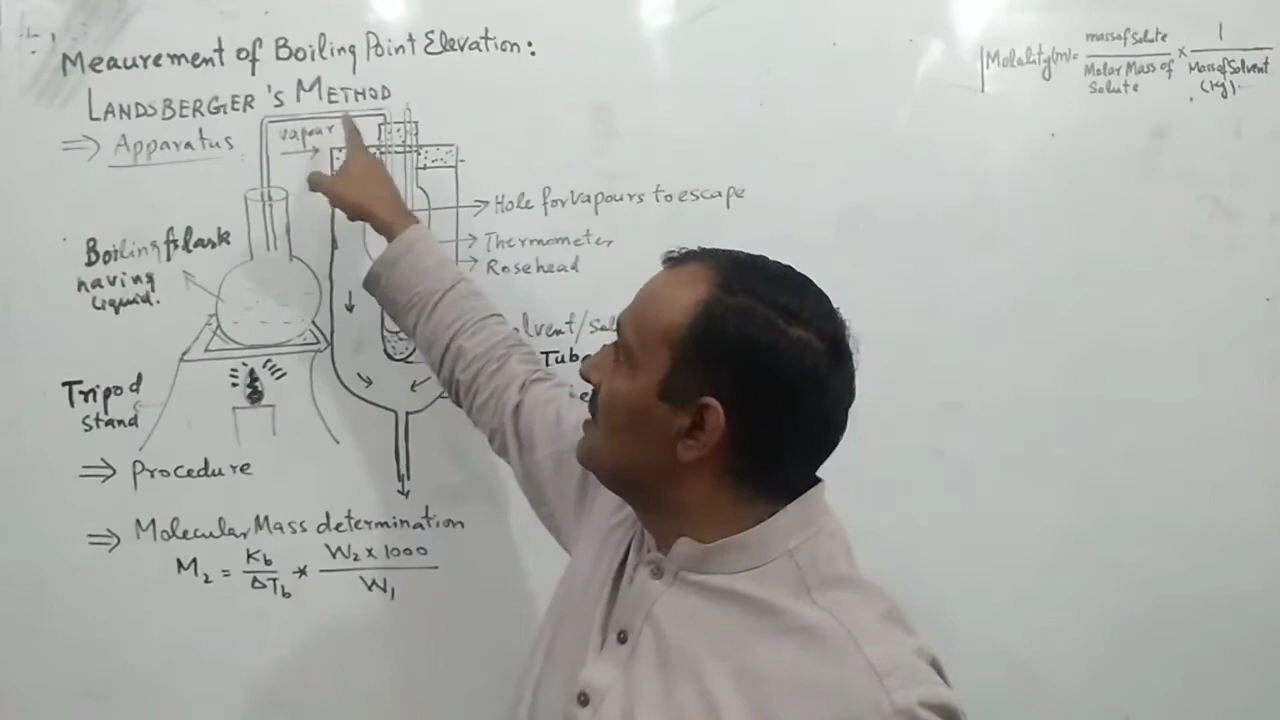 Meaurement of Boiling Point Elevation:
LANDSBERGER'S METHOD
⇒ Apparatus
vapour
Hole for vapours to escape
Thermometer
Rosehead
Boiling flask
having
liquid.
Tripod
stand
⇒ Procedure
⇒ Molecular Mass determination
M₂ = Kb/ΔTb * W₂ x 1000/W₁
Molality(m) = mass of solute/Molar Mass of solute × 1/Mass of Solvent (kg)